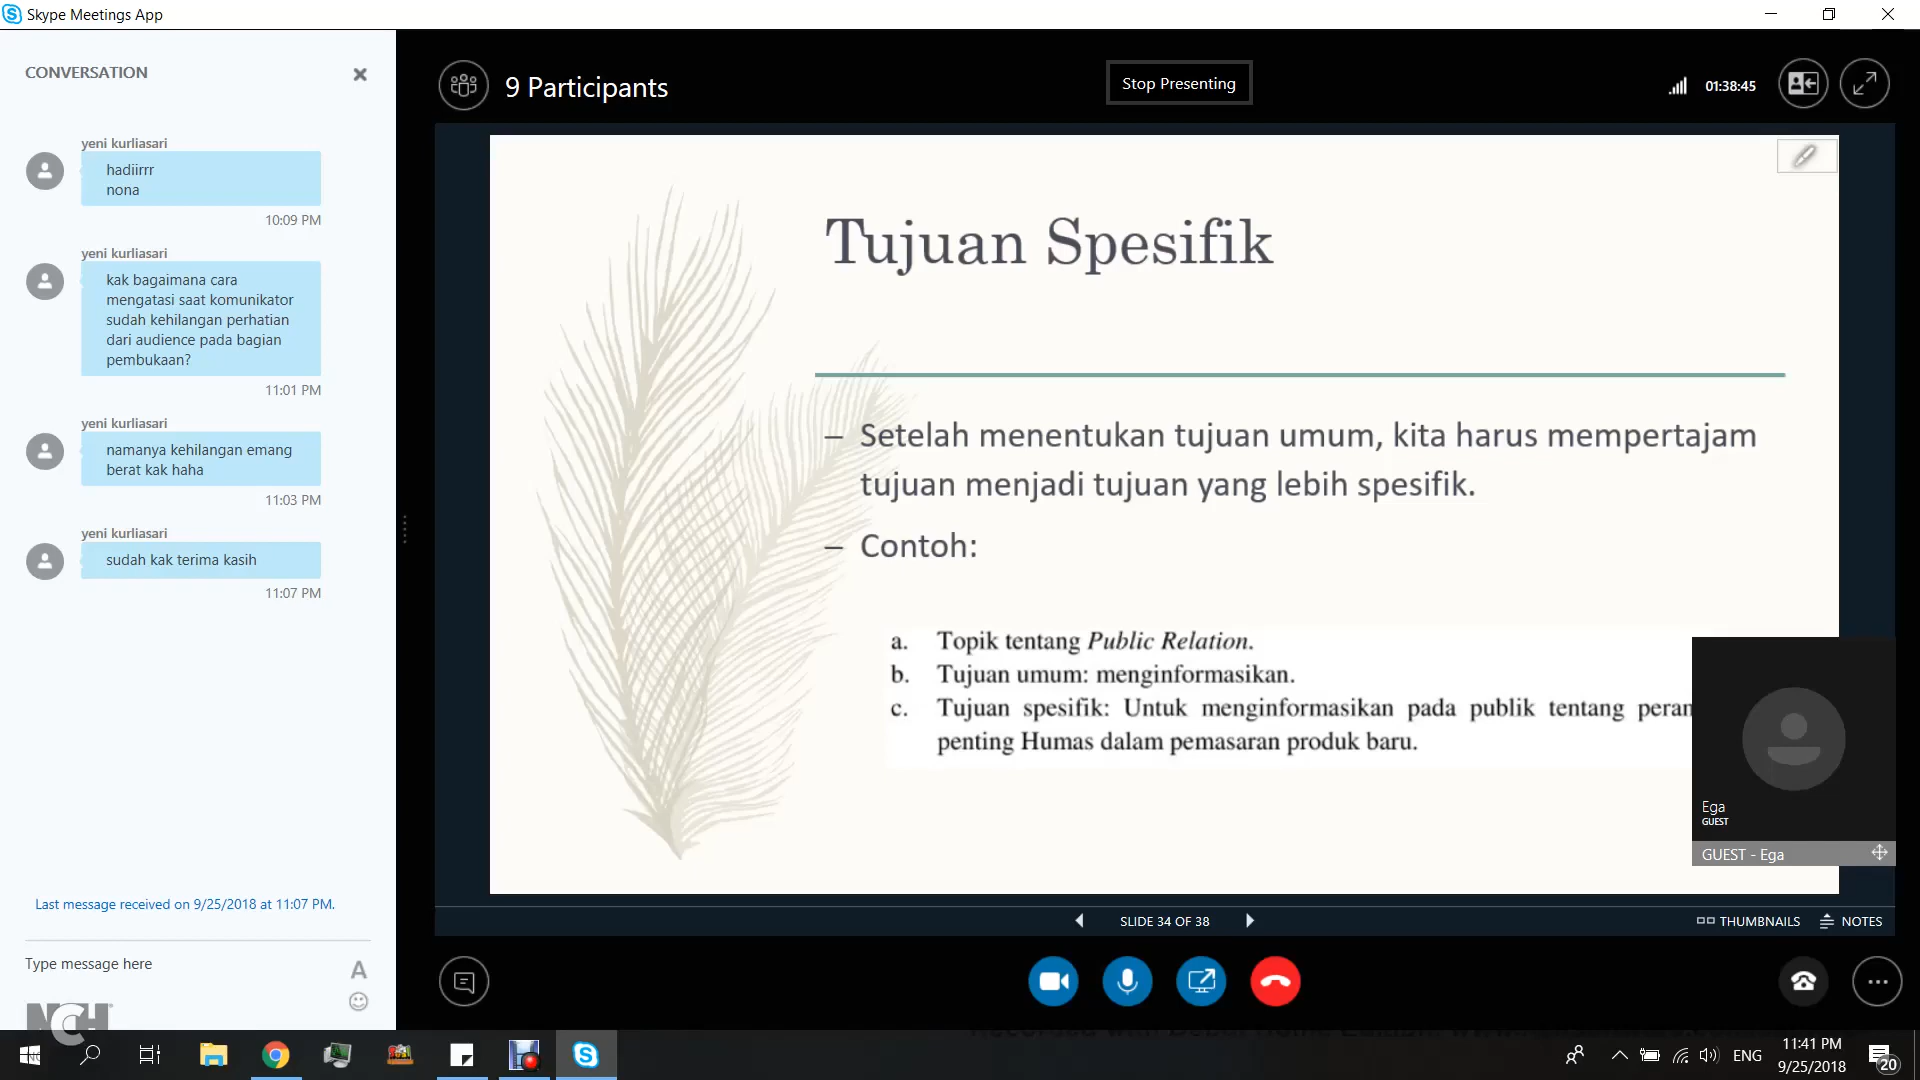 Skype Meetings App
CONVERSATION
yeni kurliasari
hadiirrr
nona
10:09 PM
yeni kurliasari
kak bagaimana cara
mengatasi saat komunikator
sudah kehilangan perhatian
dari audience pada bagian
pembukaan?
11:01 PM
yeni kurliasari
namanya kehilangan emang
berat kak haha
11:03 PM
yeni kurliasari
sudah kak terima kasih
11:07 PM
Last message received on 9/25/2018 at 11:07 PM.
Type message here
A
NCH
9 Participants
Stop Presenting
01:38:45
Tujuan Spesifik
– Setelah menentukan tujuan umum, kita harus mempertajam
tujuan menjadi tujuan yang lebih spesifik.
– Contoh:
a. Topik tentang Public Relation.
b. Tujuan umum: menginformasikan.
c. Tujuan spesifik: Untuk menginformasikan pada publik tentang peran
penting Humas dalam pemasaran produk baru.
Ega
GUEST
GUEST - Ega
SLIDE 34 OF 38
THUMBNAILS
NOTES
ENG
11:41 PM
9/25/2018
20